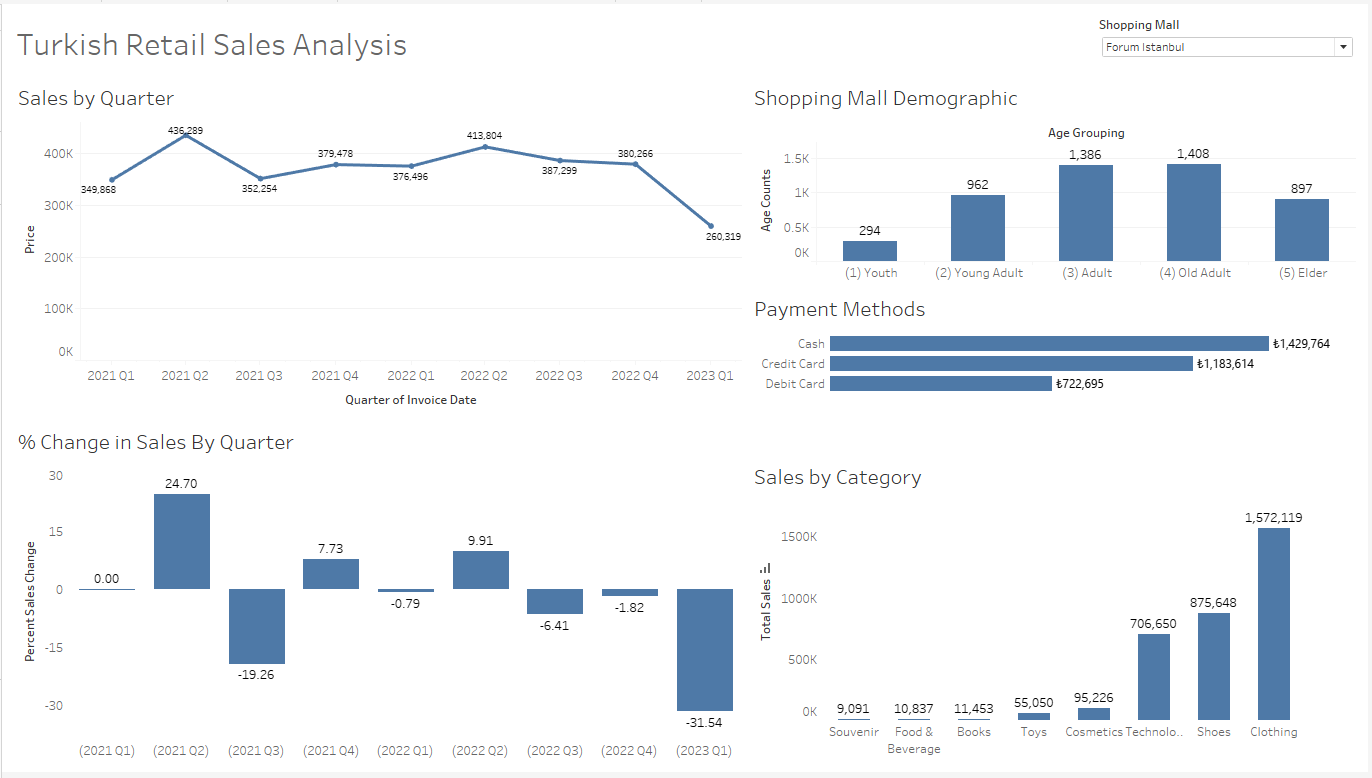 Turkish Retail Sales Analysis
Shopping Mall
Forum Istanbul
Sales by Quarter
Price
400K
300K
200K
100K
0K
349,868
436,289
352,254
379,478
376,496
413,804
387,299
380,266
260,319
2021 Q1 2021 Q2 2021 Q3 2021 Q4 2022 Q1 2022 Q2 2022 Q3 2022 Q4 2023 Q1
Quarter of Invoice Date
Shopping Mall Demographic
Age Grouping
Age Counts
1.5K
1K
0.5K
0K
294 962 1,386 1,408 897
(1) Youth (2) Young Adult (3) Adult (4) Old Adult (5) Elder
Payment Methods
Cash ₺1,429,764
Credit Card ₺1,183,614
Debit Card ₺722,695
% Change in Sales By Quarter
Percent Sales Change
30
15
0
-15
-30
0.00 24.70 -19.26 7.73 -0.79 9.91 -6.41 -1.82 -31.54
(2021 Q1) (2021 Q2) (2021 Q3) (2021 Q4) (2022 Q1) (2022 Q2) (2022 Q3) (2022 Q4) (2023 Q1)
Sales by Category
Total Sales
1500K
1000K
500K
0K
9,091 10,837 11,453 55,050 95,226 706,650 875,648 1,572,119
Souvenir Food & Books Toys Cosmetics Technolo.. Shoes Clothing
Beverage